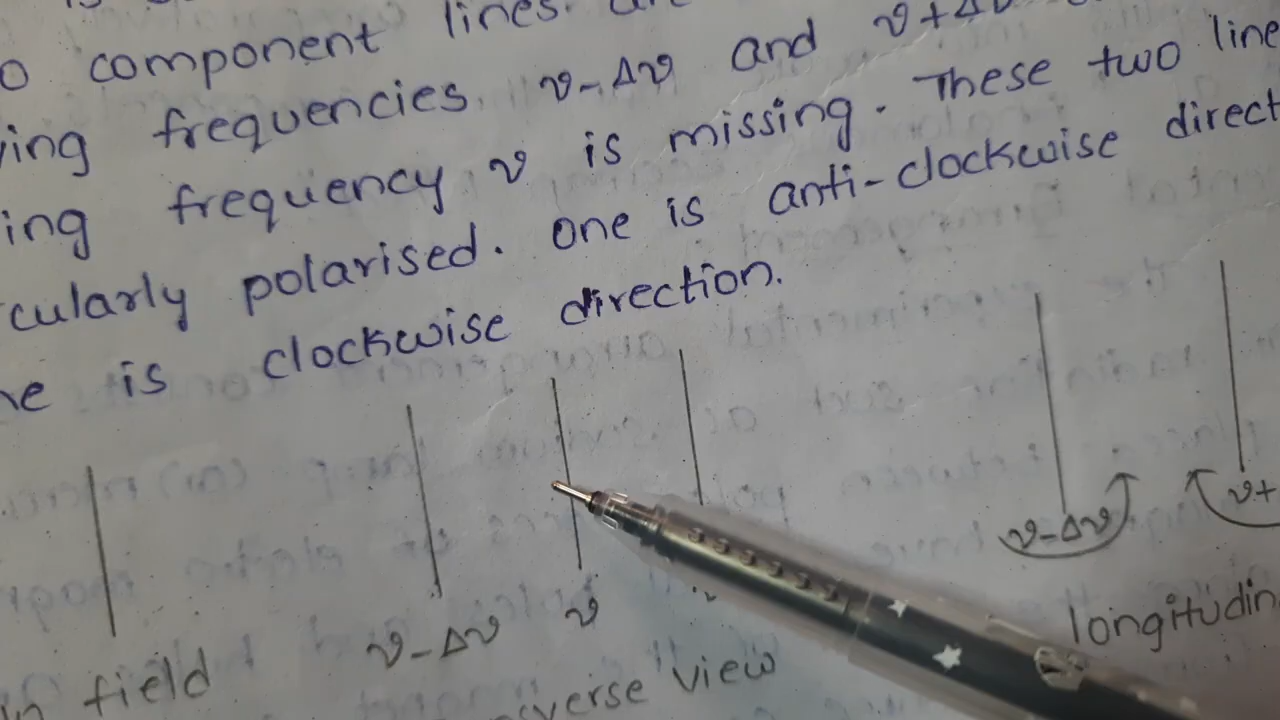 component lines.
frequencies ν-Δν and ν+Δν
frequency ν is missing. These two line
cularly polarised. One is anti-clockwise direct
is clockwise direction.
ν-Δν
ν
ν-Δν
ν+
field
verse view
longitudin